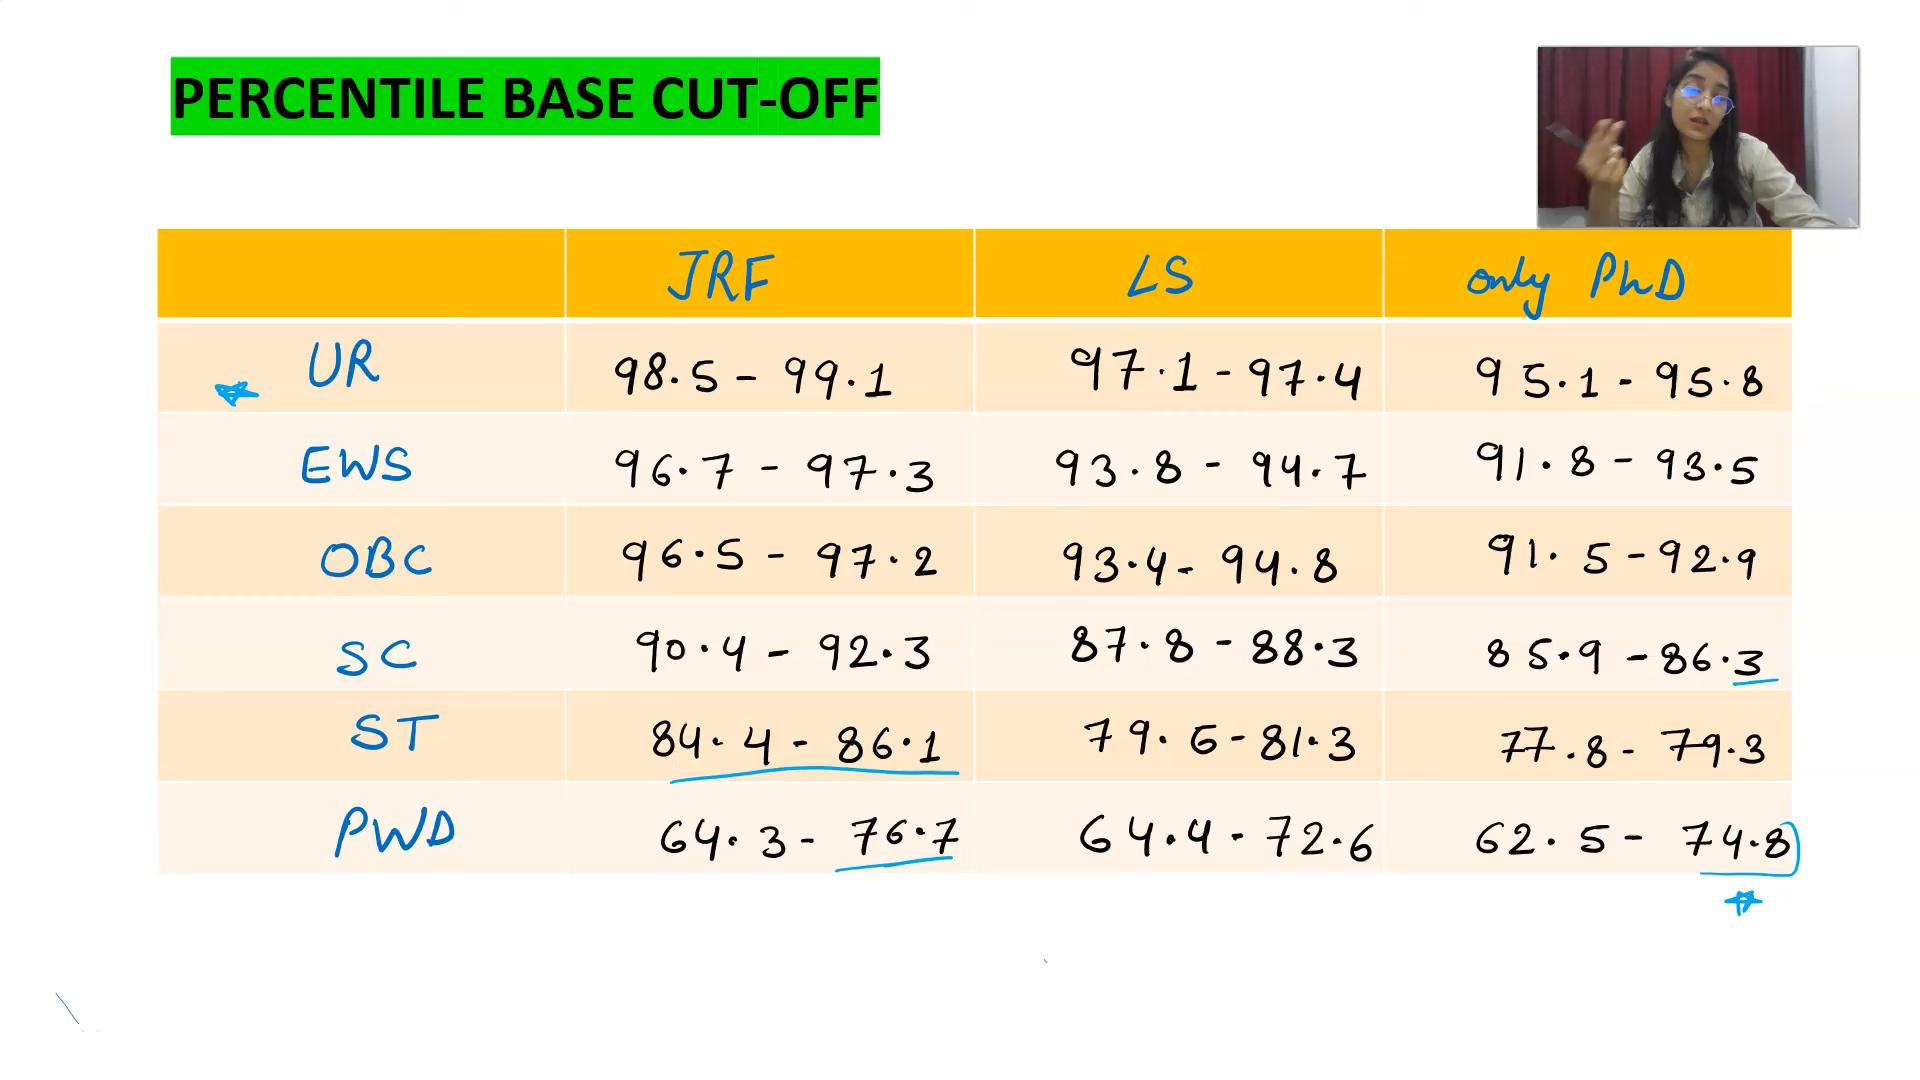 PERCENTILE BASE CUT-OFF
JRF LS only PhD
UR 98.5 - 99.1 97.1 - 97.4 95.1 - 95.8
EWS 96.7 - 97.3 93.8 - 94.7 91.8 - 93.5
OBC 96.5 - 97.2 93.4 - 94.8 91.5 - 92.9
SC 90.4 - 92.3 87.8 - 88.3 85.9 - 86.3
ST 84.4 - 86.1 79.6 - 81.3 77.8 - 79.3
PWD 64.3 - 76.7 64.4 - 72.6 62.5 - 74.8